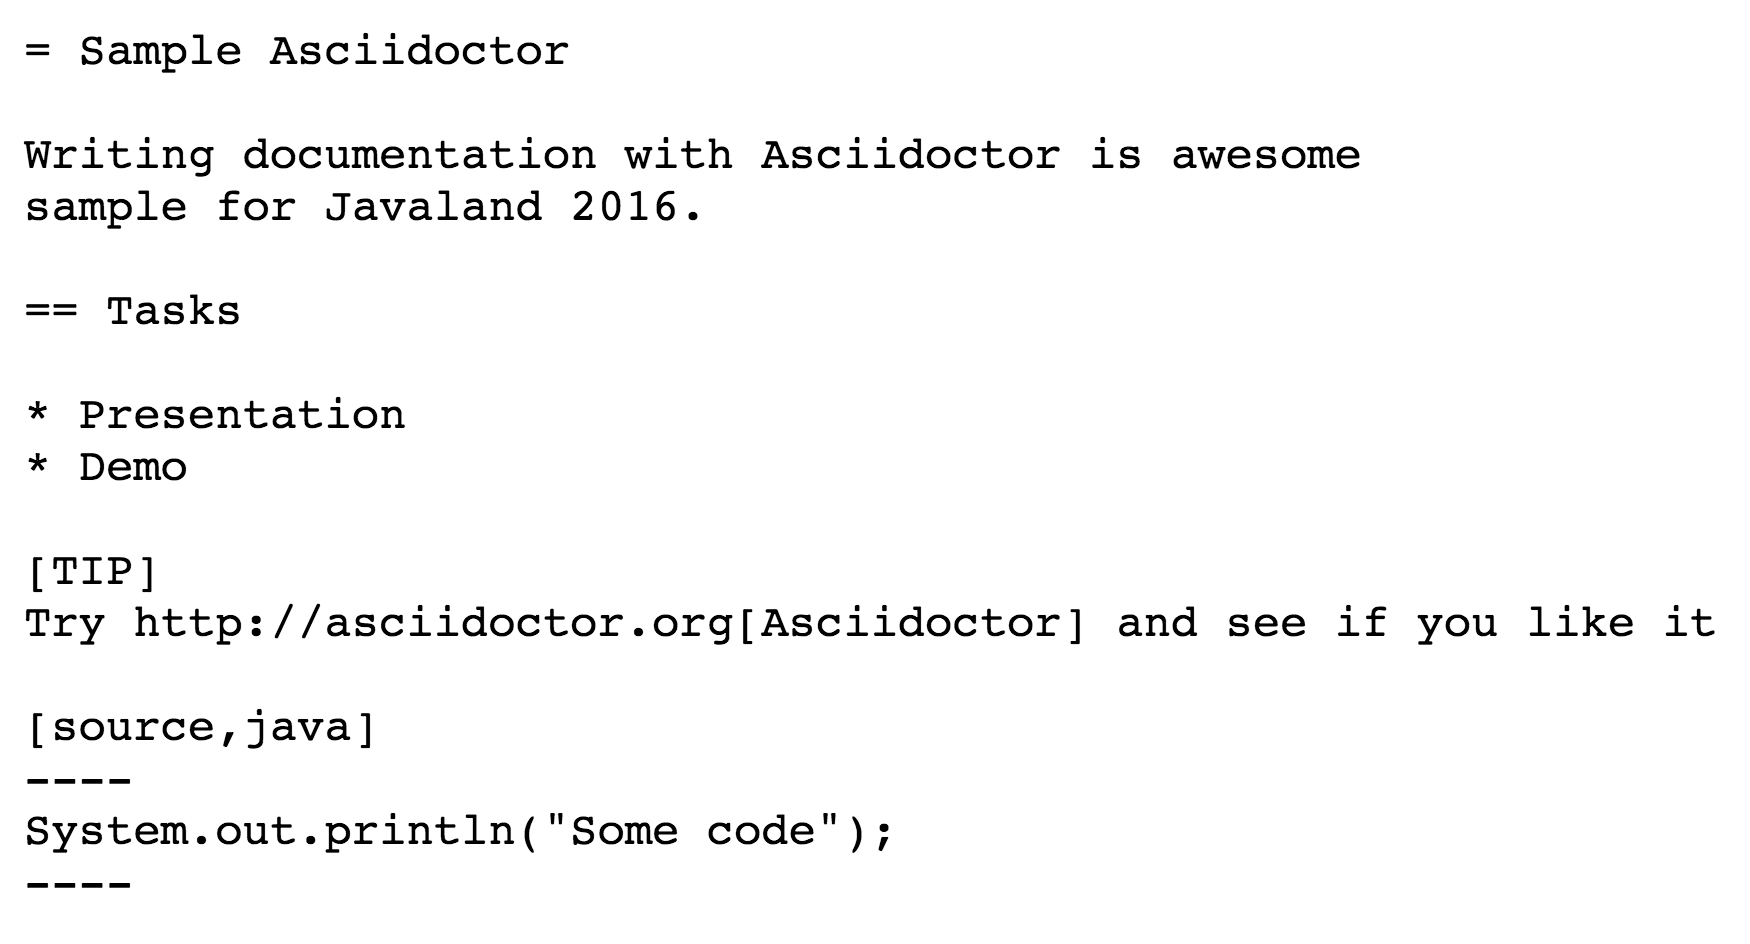 = Sample Asciidoctor
Writing documentation with Asciidoctor is awesome
sample for Javaland 2016.
== Tasks
* Presentation
* Demo
[TIP]
Try http://asciidoctor.org[Asciidoctor] and see if you like it
[source,java]
----
System.out.println("Some code");
----